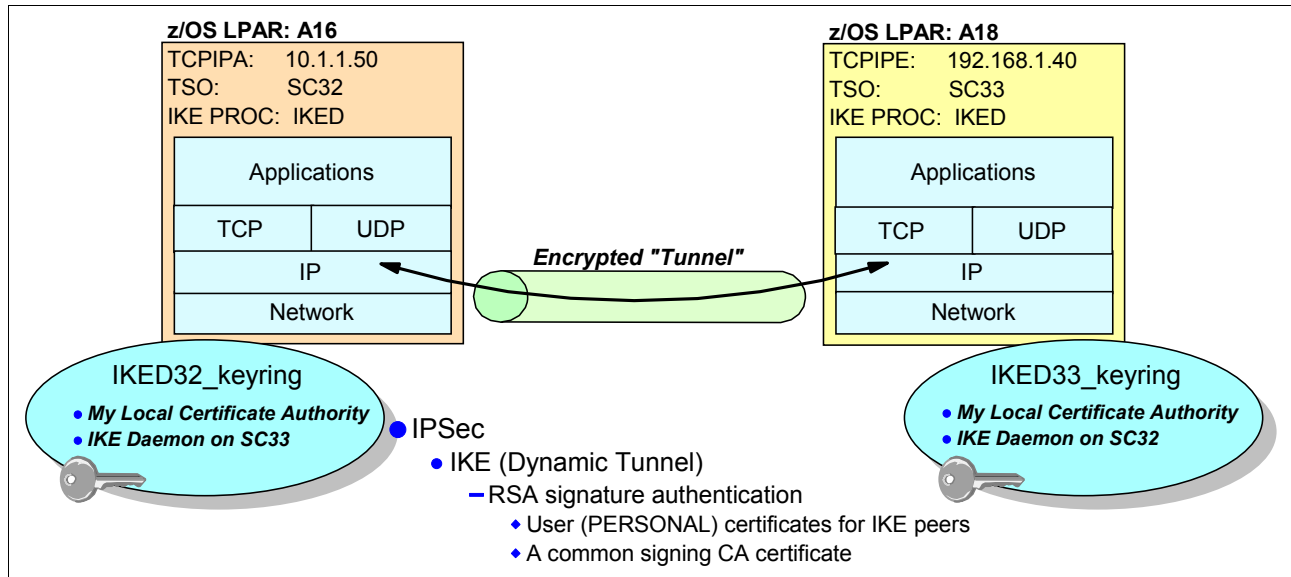 z/OS LPAR: A16
TCPIPA: 10.1.1.50
TSO: SC32
IKE PROC: IKED
Applications
TCP UDP
IP
Network
z/OS LPAR: A18
TCPIPE: 192.168.1.40
TSO: SC33
IKE PROC: IKED
Applications
TCP UDP
IP
Network
Encrypted "Tunnel"
IKED32_keyring
• My Local Certificate Authority
• IKE Daemon on SC33
IKED33_keyring
• My Local Certificate Authority
• IKE Daemon on SC32
• IPSec
• IKE (Dynamic Tunnel)
– RSA signature authentication
◆ User (PERSONAL) certificates for IKE peers
◆ A common signing CA certificate